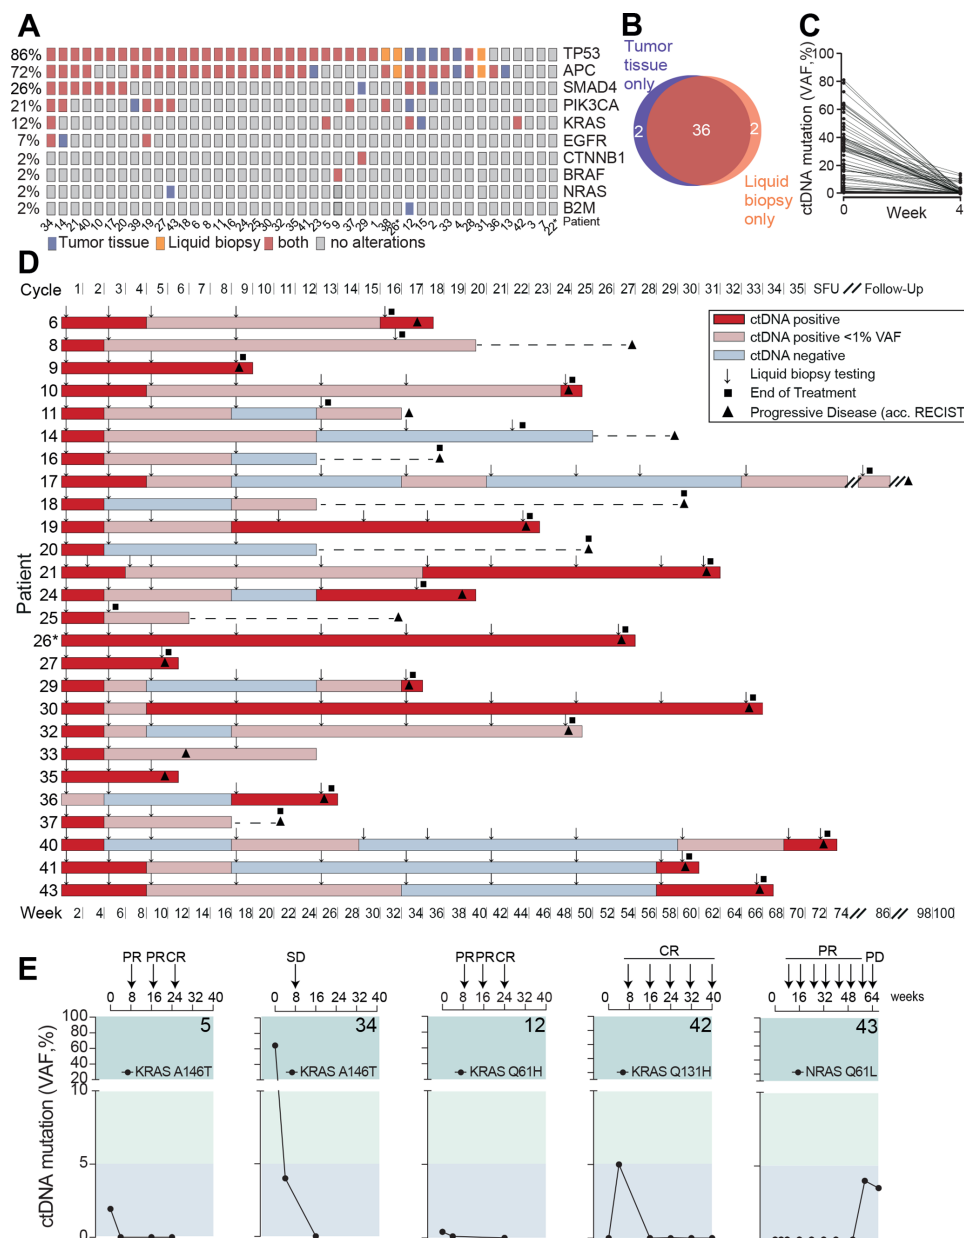 A
86% TP53
72% APC
26% SMAD4
21% PIK3CA
12% KRAS
7% EGFR
2% CTNNB1
2% BRAF
2% NRAS
2% B2M
Patient
Tumor tissue Liquid biopsy both no alterations
B
Tumor
tissue
only
2 36 2
Liquid
biopsy
only
C
ctDNA mutation (VAF,%)
100
80
60
40
20
0
0 Week 4
D
Cycle 1 2 3 4 5 6 7 8 9 10 11 12 13 14 15 16 17 18 19 20 21 22 23 24 25 26 27 28 29 30 31 32 33 34 35 SFU Follow-Up
ctDNA positive
ctDNA positive <1% VAF
ctDNA negative
Liquid biopsy testing
End of Treatment
Progressive Disease (acc. RECIST
Patient
6
8
9
10
11
14
16
17
18
19
20
21
24
25
26*
27
29
30
32
33
35
36
37
40
41
43
Week 2 4 6 8 10 12 14 16 18 20 22 24 26 28 30 32 34 36 38 40 42 44 46 48 50 52 54 56 58 60 62 64 66 68 70 72 74 86 98 100
E
PR PR CR
0 8 16 24 32 40
SD
0 8 16 24 32 40
PR PR CR
0 8 16 24 32 40
CR
0 8 16 24 32 40
PR PD
0 16 32 48 64 weeks
ctDNA mutation (VAF,%)
100
80
60
40
20
10
5
0
5
KRAS A146T
34
KRAS A146T
12
KRAS Q61H
42
KRAS Q131H
43
NRAS Q61L